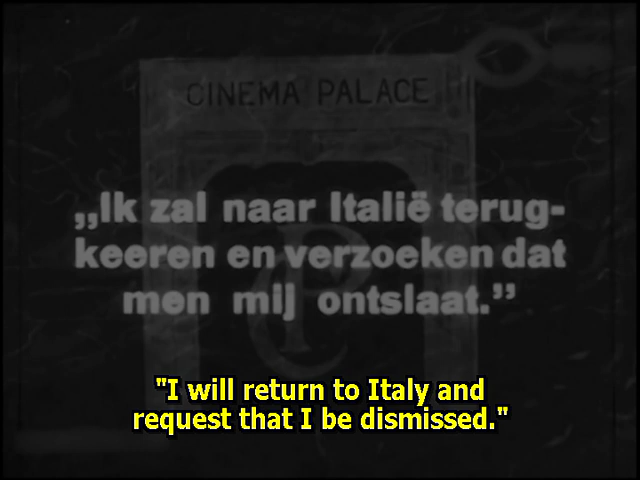 CINEMA PALACE
„Ik zal naar Italië terug-
keeren en verzoeken dat
men mij ontslaat.”
CP
"I will return to Italy and
request that I be dismissed."